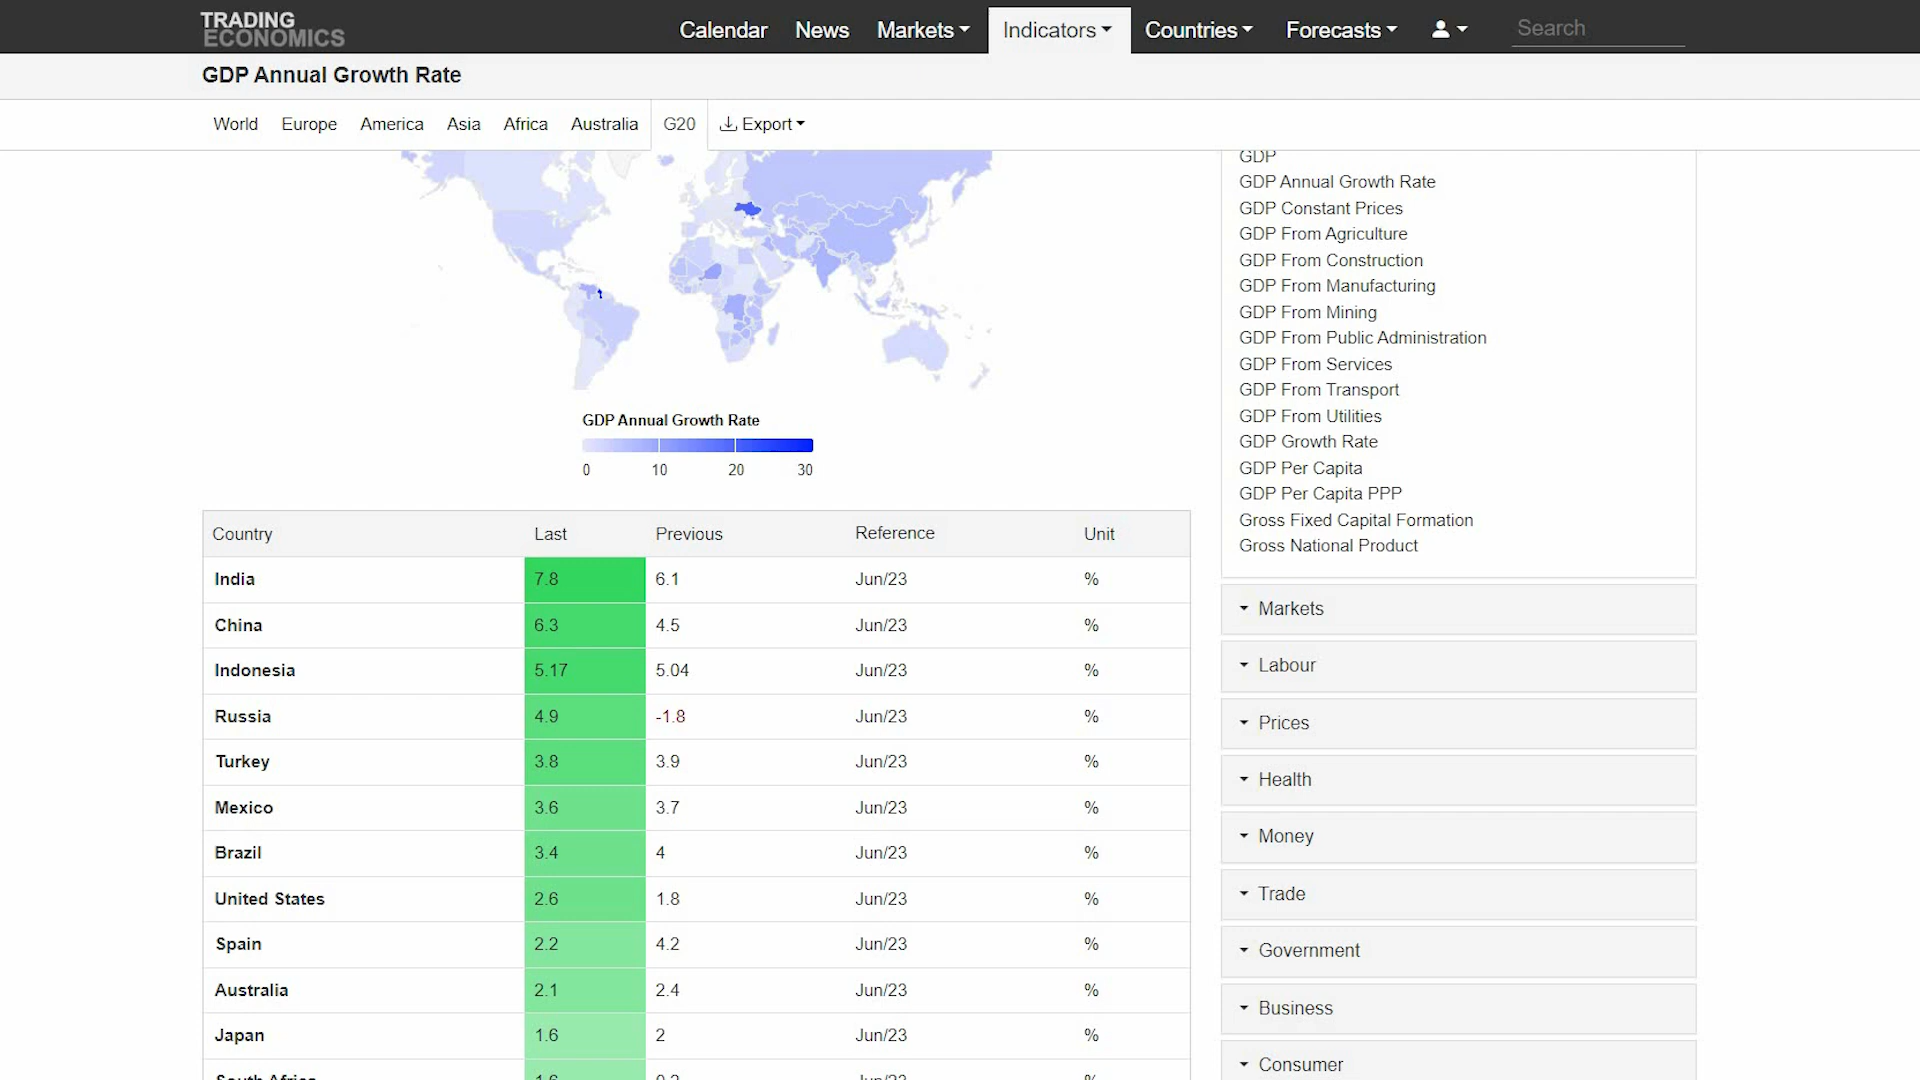 TRADING
ECONOMICS
Calendar News Markets Indicators Countries Forecasts Search
GDP Annual Growth Rate
World Europe America Asia Africa Australia G20 Export
GDP
GDP Annual Growth Rate
GDP Constant Prices
GDP From Agriculture
GDP From Construction
GDP From Manufacturing
GDP From Mining
GDP From Public Administration
GDP From Services
GDP From Transport
GDP From Utilities
GDP Growth Rate
GDP Per Capita
GDP Per Capita PPP
Gross Fixed Capital Formation
Gross National Product
GDP Annual Growth Rate
0 10 20 30
Country Last Previous Reference Unit
India 7.8 6.1 Jun/23 %
China 6.3 4.5 Jun/23 %
Indonesia 5.17 5.04 Jun/23 %
Russia 4.9 -1.8 Jun/23 %
Turkey 3.8 3.9 Jun/23 %
Mexico 3.6 3.7 Jun/23 %
Brazil 3.4 4 Jun/23 %
United States 2.6 1.8 Jun/23 %
Spain 2.2 4.2 Jun/23 %
Australia 2.1 2.4 Jun/23 %
Japan 1.6 2 Jun/23 %
South Africa 1.6 0.2 Jun/23 %
Markets
Labour
Prices
Health
Money
Trade
Government
Business
Consumer